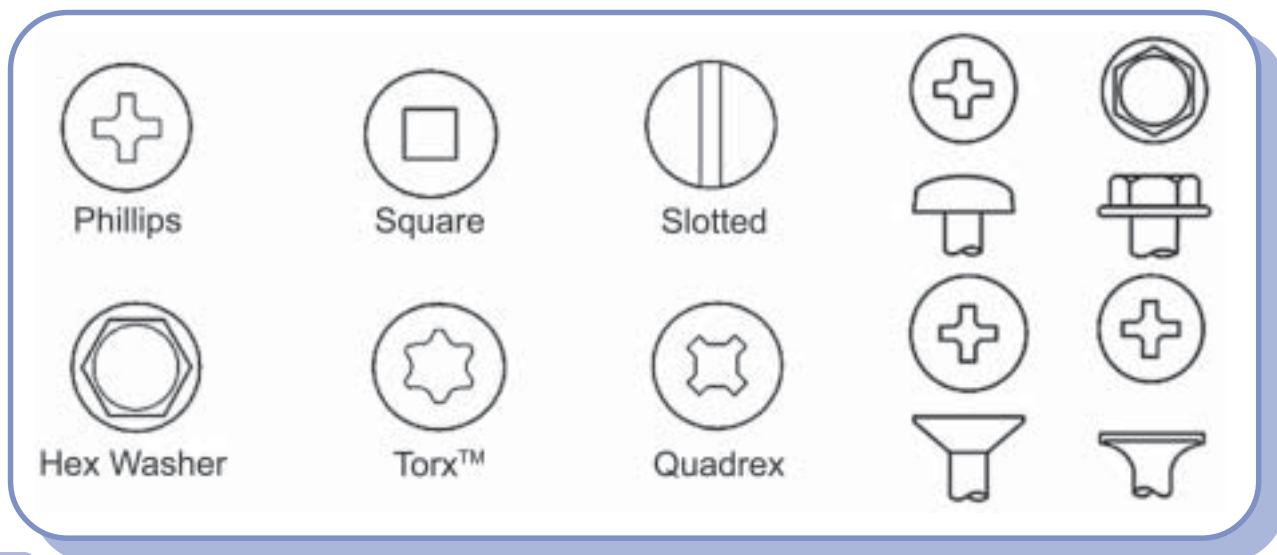 Phillips
Square
Slotted
Hex Washer
Torx™
Quadrex